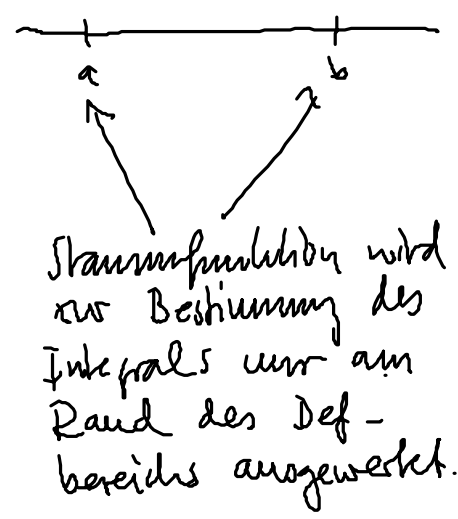 a b
Stammfunktion wird
zur Bestimmung des
Integrals nur am
Rand des Def-
bereichs ausgewertet.